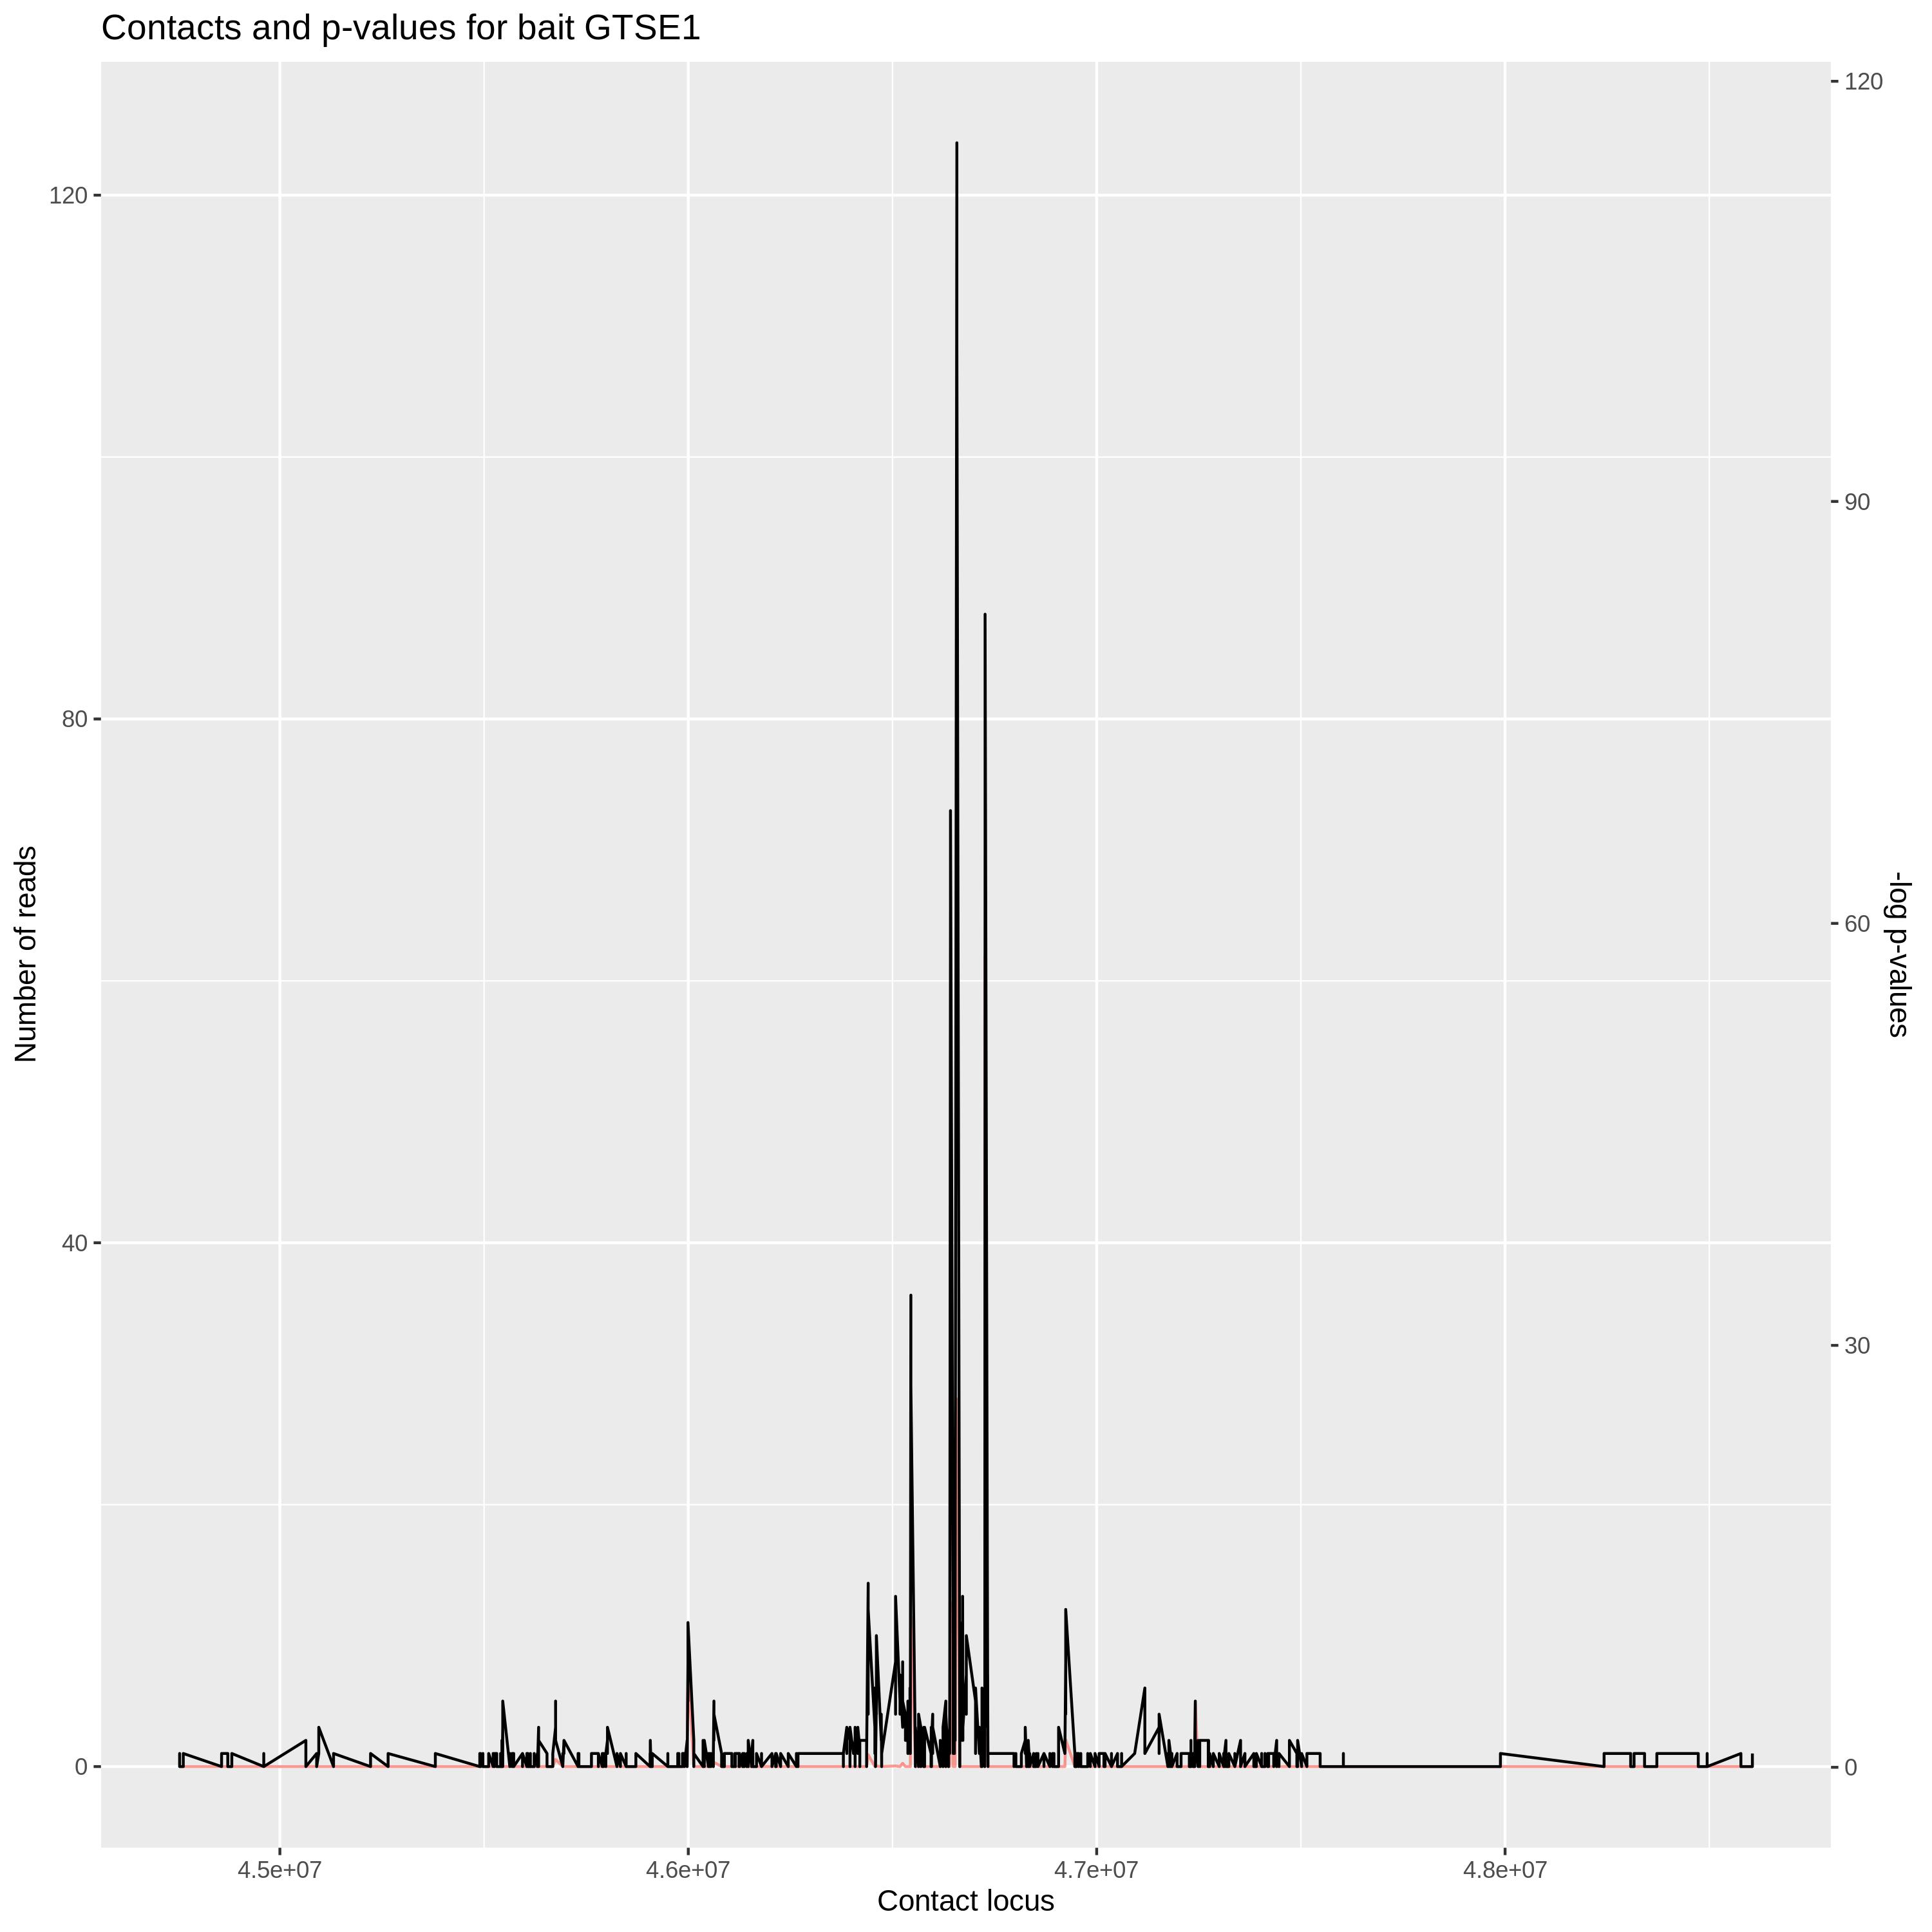 Contacts and p-values for bait GTSE1
120
80
40
0
Number of reads
120
90
60
30
0
-log p-values
4.5e+07
4.6e+07
4.7e+07
4.8e+07
Contact locus